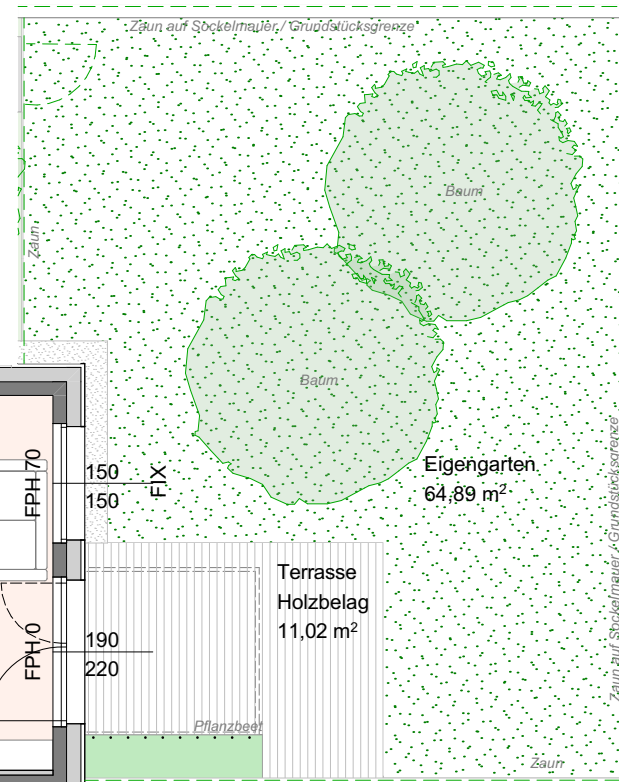 Zaun auf Sockelmauer / Grundstücksgrenze
Baum
Zaun
Baum
Eigengarten
64,89 m²
FPH 70
150
150
FIX
Terrasse
Holzbelag
11,02 m²
FPH 0
190
220
Pflanzbeet
Zaun auf Sockelmauer / Grundstücksgrenze
Zaun